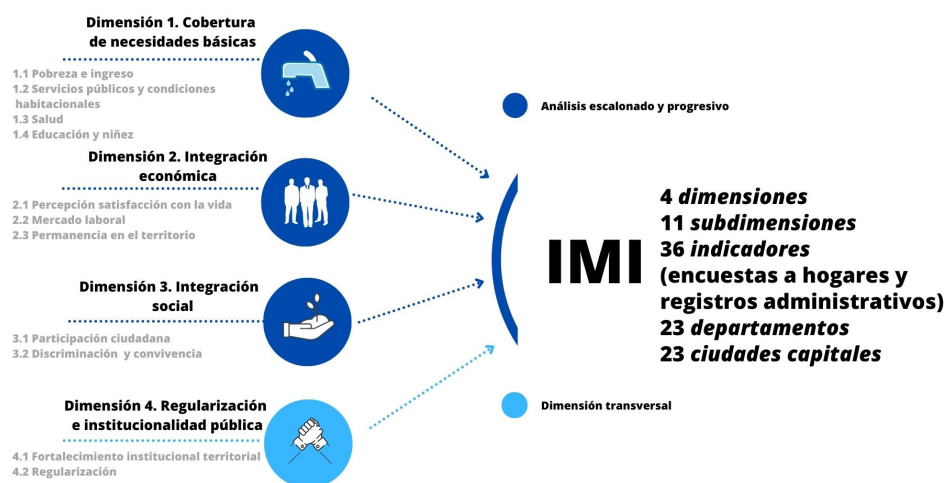 Dimensión 1. Cobertura
de necesidades básicas
1.1 Pobreza e ingreso
1.2 Servicios públicos y condiciones
habitacionales
1.3 Salud
1.4 Educación y niñez
Dimensión 2. Integración
económica
2.1 Percepción satisfacción con la vida
2.2 Mercado laboral
2.3 Permanencia en el territorio
Dimensión 3. Integración
social
3.1 Participación ciudadana
3.2 Discriminación y convivencia
Dimensión 4. Regularización
e institucionalidad pública
4.1 Fortalecimiento institucional territorial
4.2 Regularización
Análisis escalonado y progresivo
IMI
4 dimensiones
11 subdimensiones
36 indicadores
(encuestas a hogares y
registros administrativos)
23 departamentos
23 ciudades capitales
Dimensión transversal